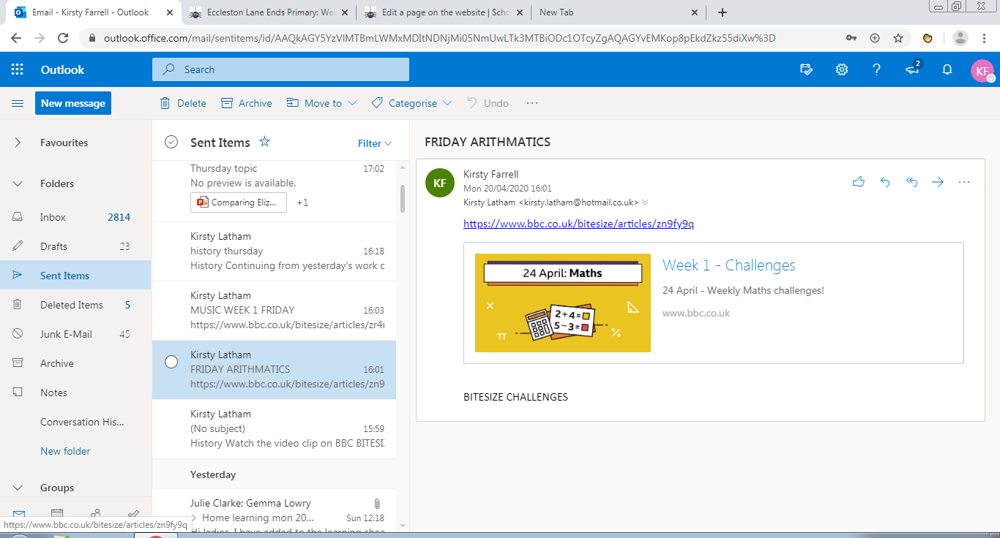 Email - Kirsty Farrell - Outlook
Eccleston Lane Ends Primary: Wel
Edit a page on the website | Scho
New Tab
outlook.office.com/mail/sentitems/id/AAQkAGY5YzVlMTBmLWMxMDItNDNjMi05NmUwLTk3MTBiODc1OTcyZgAQAGYvEMKop8pEkdZkz55diXw%3D
Outlook
Search
2
KF
New message
Delete
Archive
Move to
Categorise
Undo
Favourites
Folders
Inbox 2814
Drafts 23
Sent Items
Deleted Items 5
Junk E-Mail 45
Archive
Notes
Conversation His...
New folder
Groups
https://www.bbc.co.uk/bitesize/articles/zn9fy9q
Sent Items
Filter
Thursday topic 17:02
No preview is available.
Comparing Eliz... +1
Kirsty Latham
history thursday 16:18
History Continuing from yesterday's work c
Kirsty Latham
MUSIC WEEK 1 FRIDAY 16:03
https://www.bbc.co.uk/bitesize/articles/zr4r
Kirsty Latham
FRIDAY ARITHMATICS 16:01
https://www.bbc.co.uk/bitesize/articles/zn9
Kirsty Latham
(No subject) 15:59
History Watch the video clip on BBC BITESIZ
Yesterday
Julie Clarke; Gemma Lowry
Home learning mon 20... Sun 12:18
Hi ladies, I have added to the learning shee
FRIDAY ARITHMATICS
KF
Kirsty Farrell
Mon 20/04/2020 16:01
Kirsty Latham <kirsty.latham@hotmail.co.uk>
https://www.bbc.co.uk/bitesize/articles/zn9fy9q
24 April: Maths
2+4=
5-3=
π
%
Week 1 - Challenges
24 April - Weekly Maths challenges!
www.bbc.co.uk
BITESIZE CHALLENGES